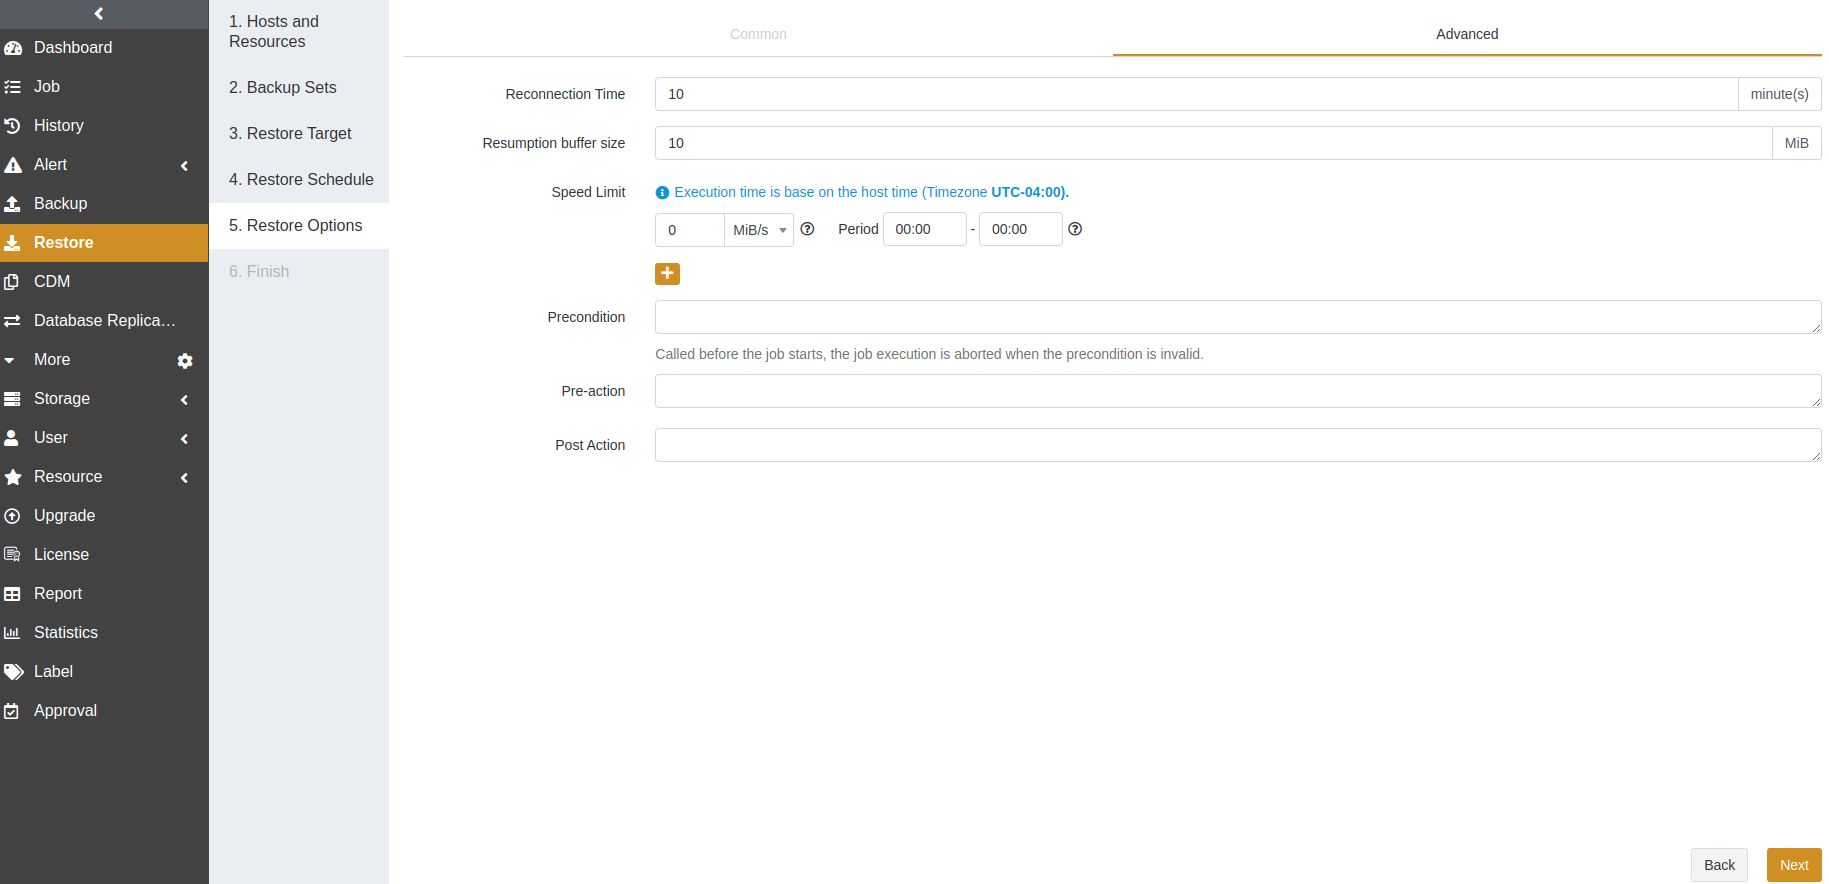 Dashboard
Job
History
Alert
Backup
Restore
CDM
Database Replica…
More
Storage
User
Resource
Upgrade
License
Report
Statistics
Label
Approval
1. Hosts and
Resources
2. Backup Sets
3. Restore Target
4. Restore Schedule
5. Restore Options
6. Finish
Common
Advanced
Reconnection Time
10
minute(s)
Resumption buffer size
10
MiB
Speed Limit
Execution time is base on the host time (Timezone UTC-04:00).
0
MiB/s
Period
00:00
-
00:00
Precondition
Called before the job starts, the job execution is aborted when the precondition is invalid.
Pre-action
Post Action
Back
Next